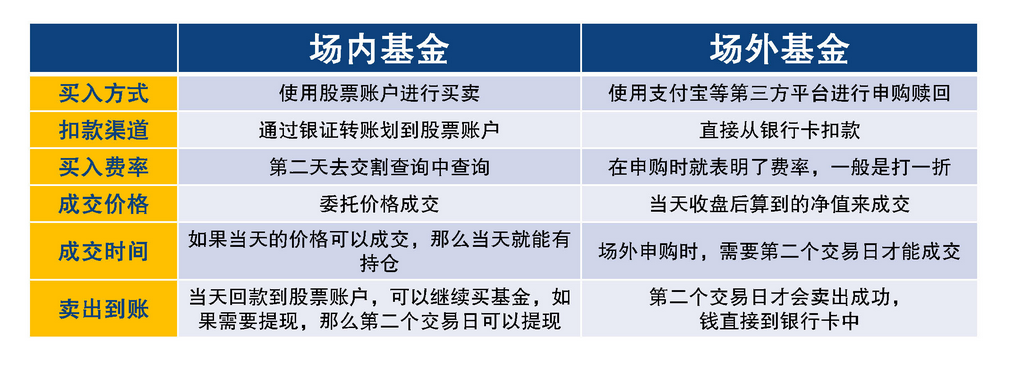 场内基金 场外基金
买入方式 使用股票账户进行买卖 使用支付宝等第三方平台进行申购赎回
扣款渠道 通过银证转账划到股票账户 直接从银行卡扣款
买入费率 第二天去交割查询中查询 在申购时就表明了费率，一般是打一折
成交价格 委托价格成交 当天收盘后算到的净值来成交
成交时间 如果当天的价格可以成交，那么当天就能有
持仓 场外申购时，需要第二个交易日才能成交
卖出到账 当天回款到股票账户，可以继续买基金，如
果需要提现，那么第二个交易日可以提现 第二个交易日才会卖出成功，
钱直接到银行卡中